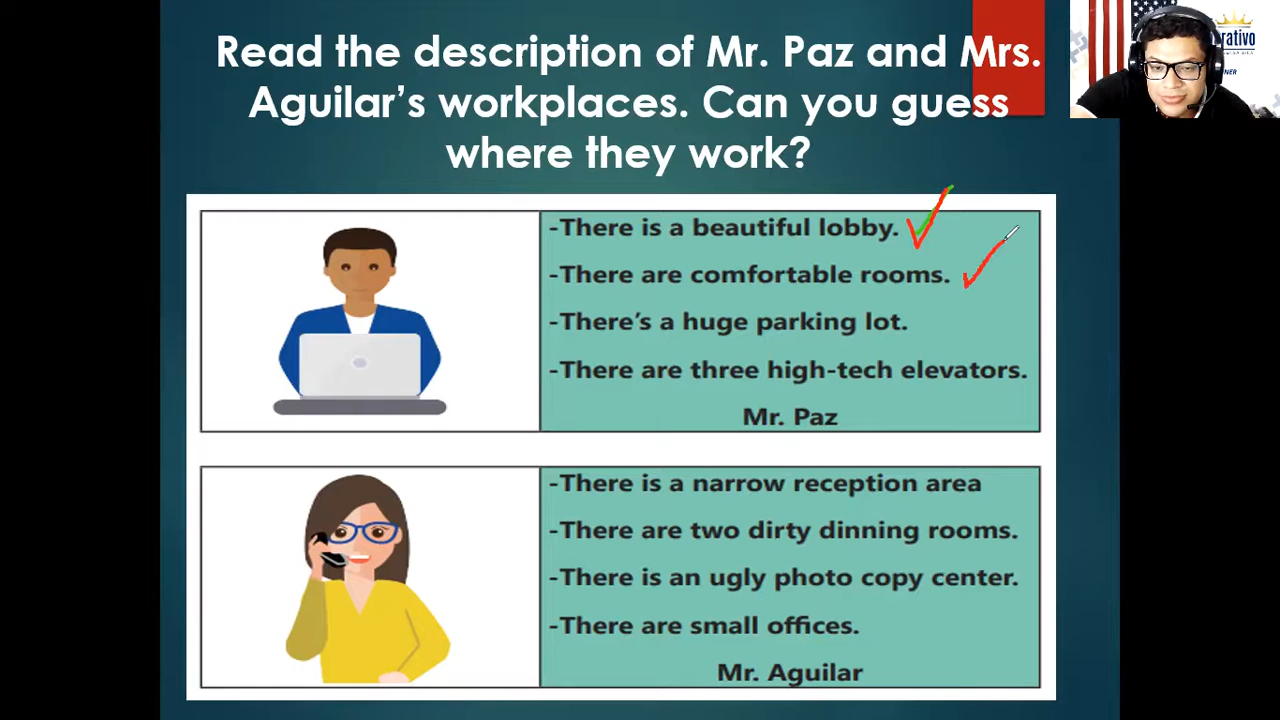 Read the description of Mr. Paz and Mrs.
Aguilar's workplaces. Can you guess
where they work?
-There is a beautiful lobby.
-There are comfortable rooms.
-There's a huge parking lot.
-There are three high-tech elevators.
Mr. Paz
-There is a narrow reception area
-There are two dirty dinning rooms.
-There is an ugly photo copy center.
-There are small offices.
Mr. Aguilar